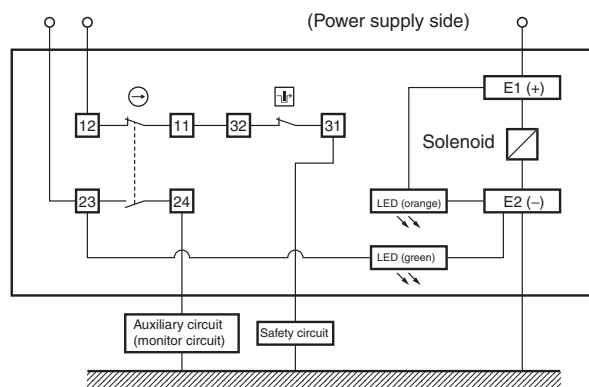 (Power supply side)
E1 (+)
12
11
32
31
Solenoid
23
24
LED (orange)
E2 (−)
LED (green)
Auxiliary circuit
(monitor circuit)
Safety circuit